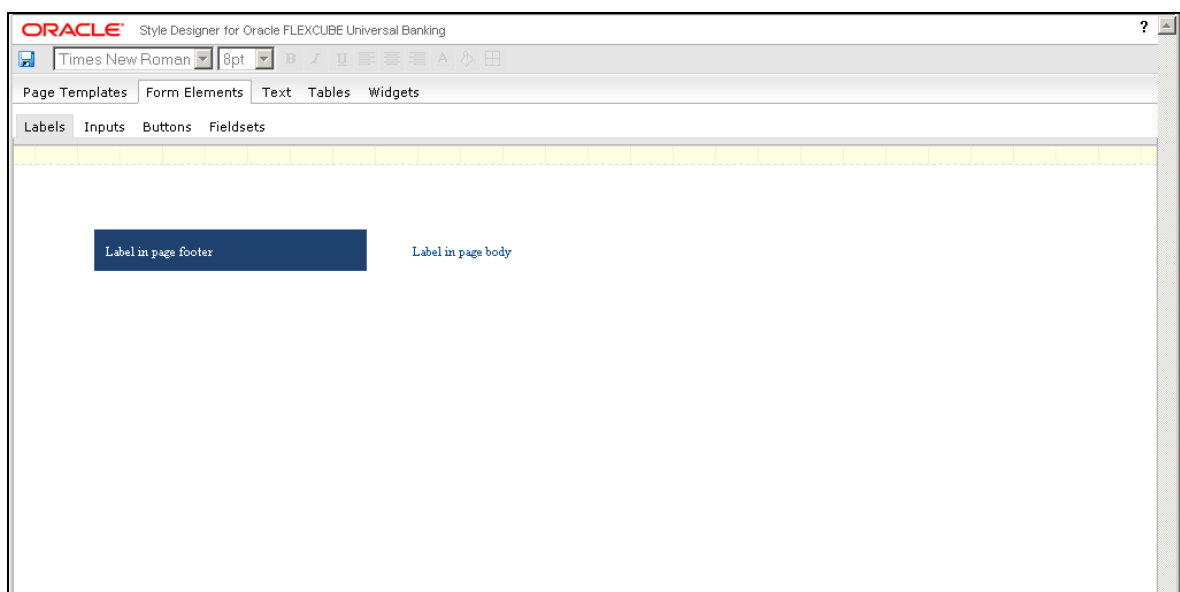 ORACLE Style Designer for Oracle FLEXCUBE Universal Banking ?
Times New Roman 8pt B I U A
Page Templates Form Elements Text Tables Widgets
Labels Inputs Buttons Fieldsets
Label in page footer Label in page body